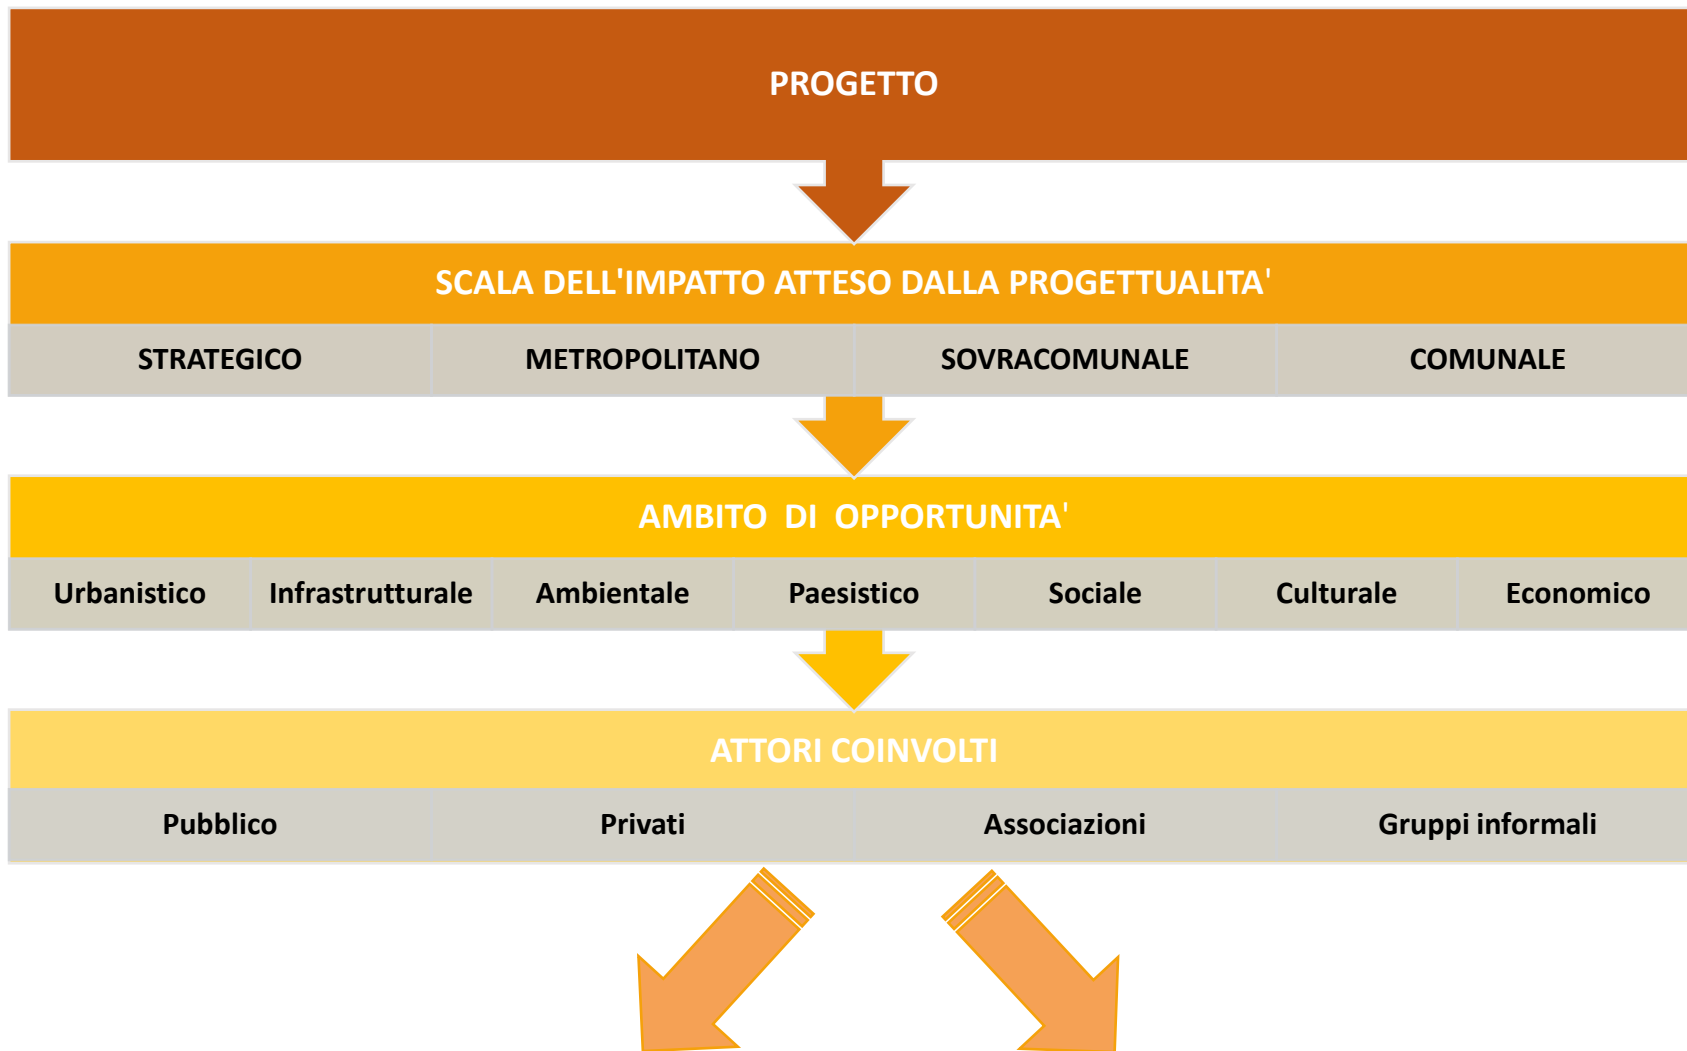 PROGETTO
SCALA DELL'IMPATTO ATTESO DALLA PROGETTUALITA'
STRATEGICO METROPOLITANO SOVRACOMUNALE COMUNALE
AMBITO DI OPPORTUNITA'
Urbanistico Infrastrutturale Ambientale Paesistico Sociale Culturale Economico
ATTORI COINVOLTI
Pubblico Privati Associazioni Gruppi informali